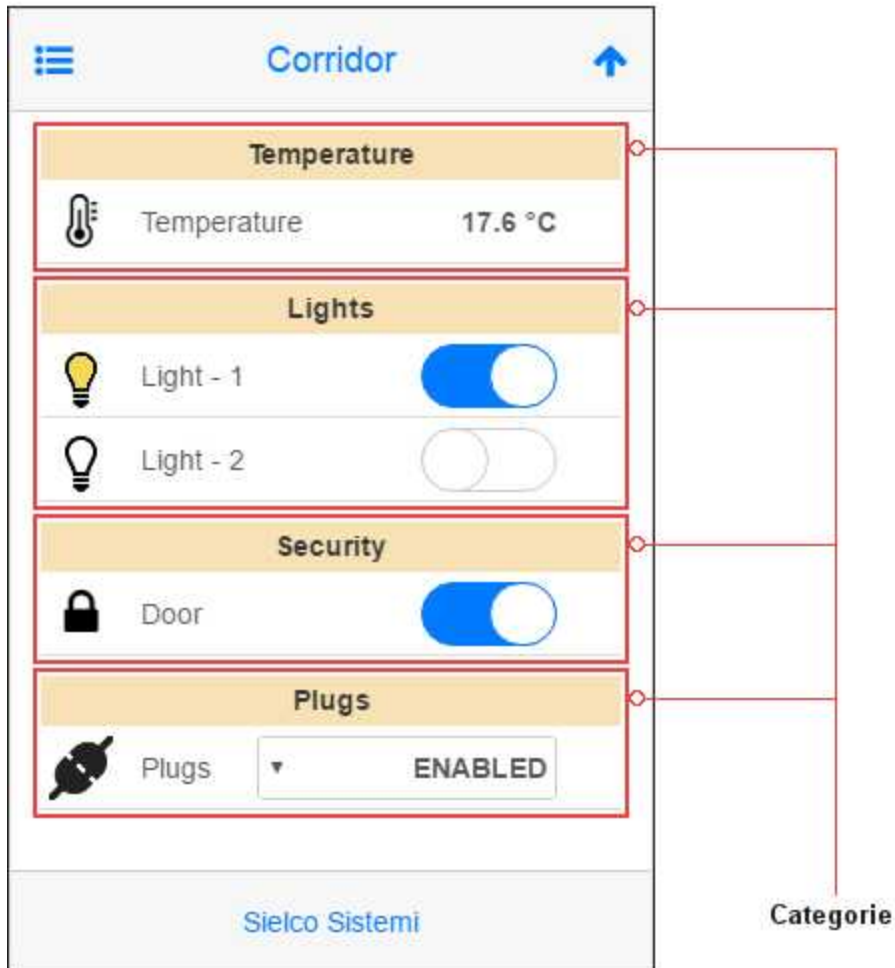 Corridor
Temperature
Temperature 17.6 °C
Lights
Light - 1
Light - 2
Security
Door
Plugs
Plugs ENABLED
Sielco Sistemi
Categorie